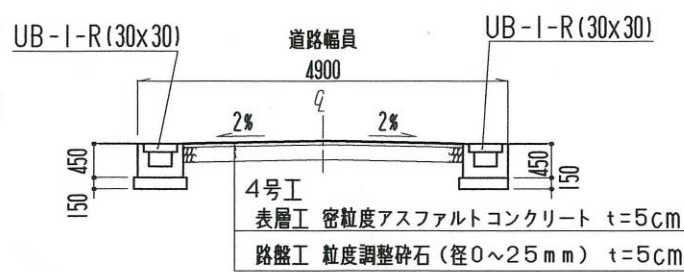 UB-I-R(30x30)
道路幅員
UB-I-R(30x30)
4900
℄
2%
2%
450
150
450
150
4号工
表層工 密粒度アスファルトコンクリート t=5cm
路盤工 粒度調整砕石(径0~25mm) t=5cm